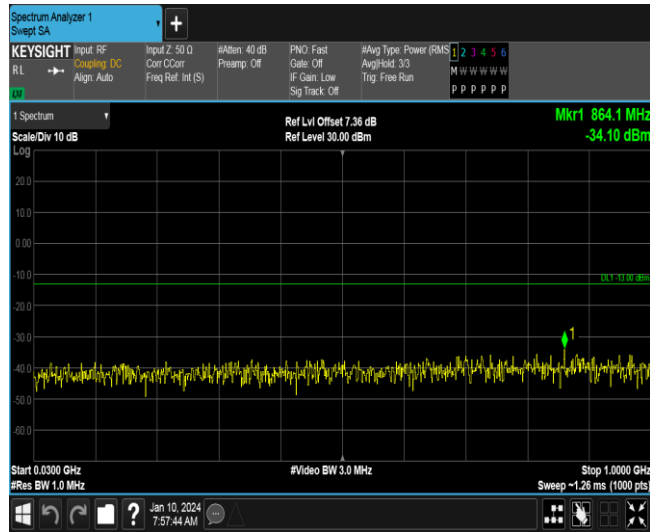 Spectrum Analyzer 1
Swept SA
+
KEYSIGHT Input: RF Input Z: 50 Ω #Atten: 40 dB PNO: Fast #Avg Type: Power (RMS 1 2 3 4 5 6
RL Coupling: DC Corr CCorr Preamp: Off Gate: Off Avg|Hold: 3/3 M W W W W W
Align: Auto Freq Ref: Int (S) IF Gain: Low Trig: Free Run
Sig Track: Off P P P P P P
LXI
1 Spectrum Ref Lvl Offset 7.36 dB Mkr1 864.1 MHz
Scale/Div 10 dB Ref Level 30.00 dBm -34.10 dBm
Log
20.0
10.0
0.00
-10.0
DL1 -13.00 dBm
-20.0
-30.0
1
-40.0
-50.0
-60.0
Start 0.0300 GHz #Video BW 3.0 MHz Stop 1.0000 GHz
#Res BW 1.0 MHz Sweep ~1.26 ms (1000 pts)
? Jan 10, 2024
7:57:44 AM